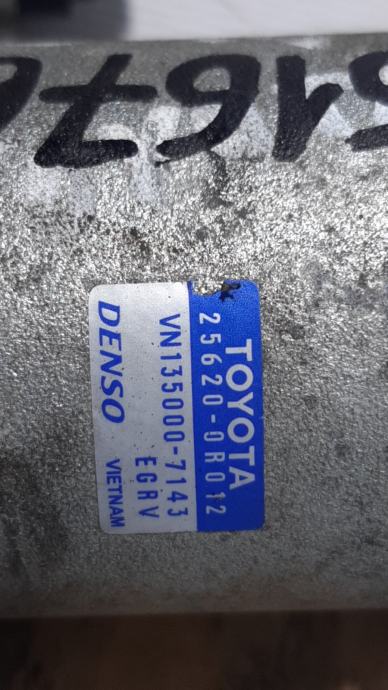 TOYOTA
25620-0R012
VN135000-7143
EGRV
DENSO VIETNAM